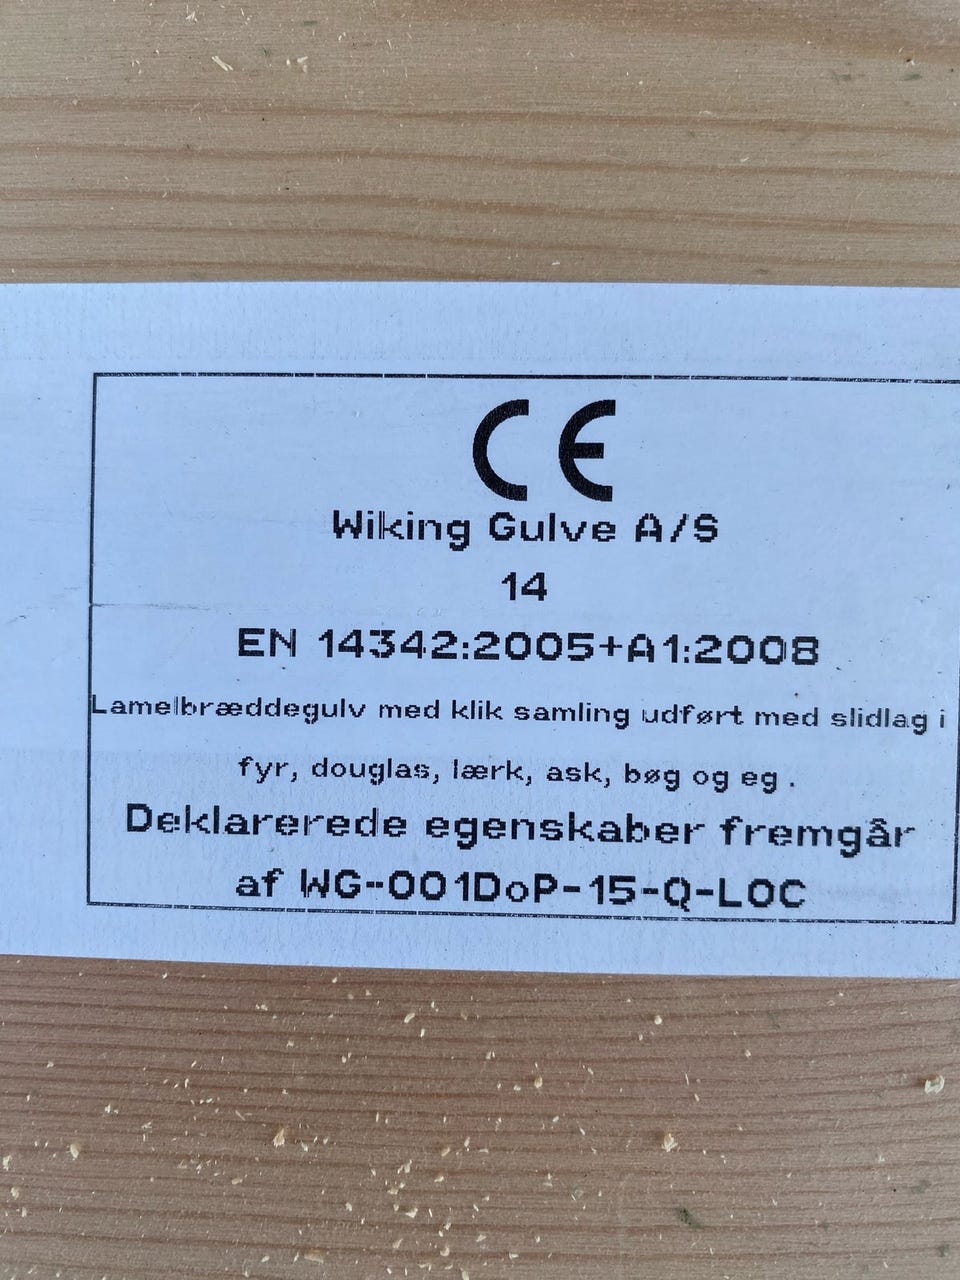 CE
Wiking Gulve A/S
14
EN 14342:2005+A1:2008
Lamelbræddegulv med klik samling udført med slidlag i
fyr, douglas, lærk, ask, bøg og eg .
Deklarerede egenskaber fremgår
af WG-001DoP-15-Q-LOC